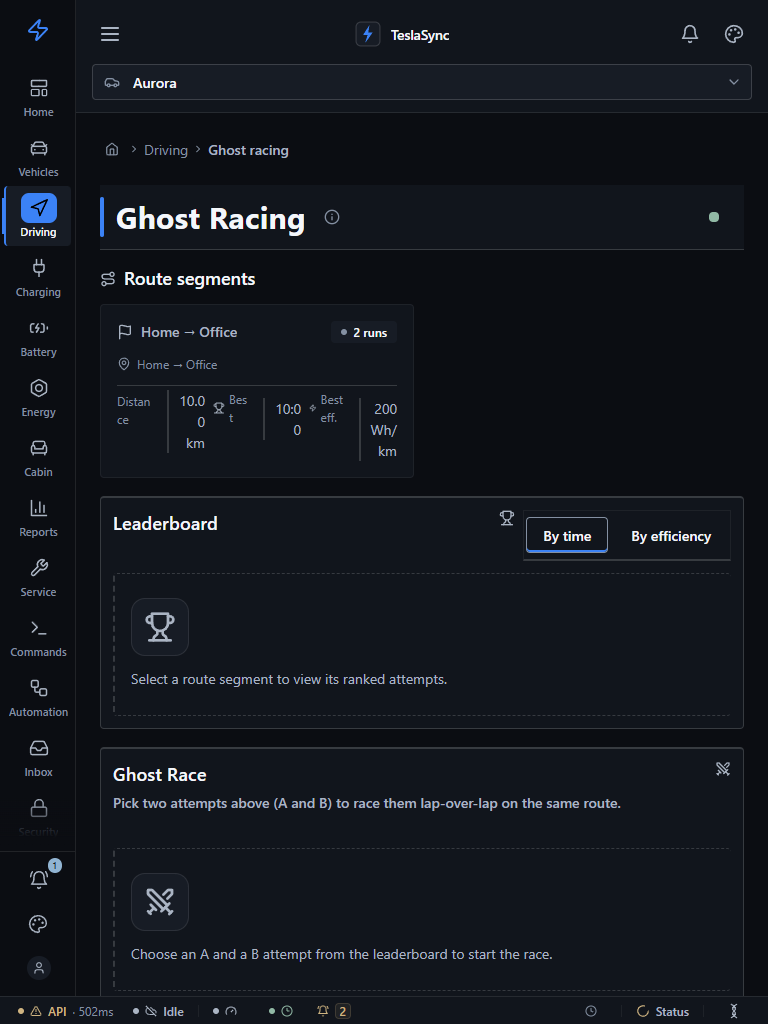 TeslaSync
Aurora
Home
Vehicles
Driving
Charging
Battery
Energy
Cabin
Reports
Service
Commands
Automation
Inbox
Security
1
Driving
Ghost racing
Ghost Racing
Route segments
Home → Office
2 runs
Home → Office
Distan
ce
10.0
0
km
Bes
t
10:0
0
Best
eff.
200
Wh/
km
Leaderboard
By time
By efficiency
Select a route segment to view its ranked attempts.
Ghost Race
Pick two attempts above (A and B) to race them lap-over-lap on the same route.
Choose an A and a B attempt from the leaderboard to start the race.
API · 502ms
Idle
2
Status